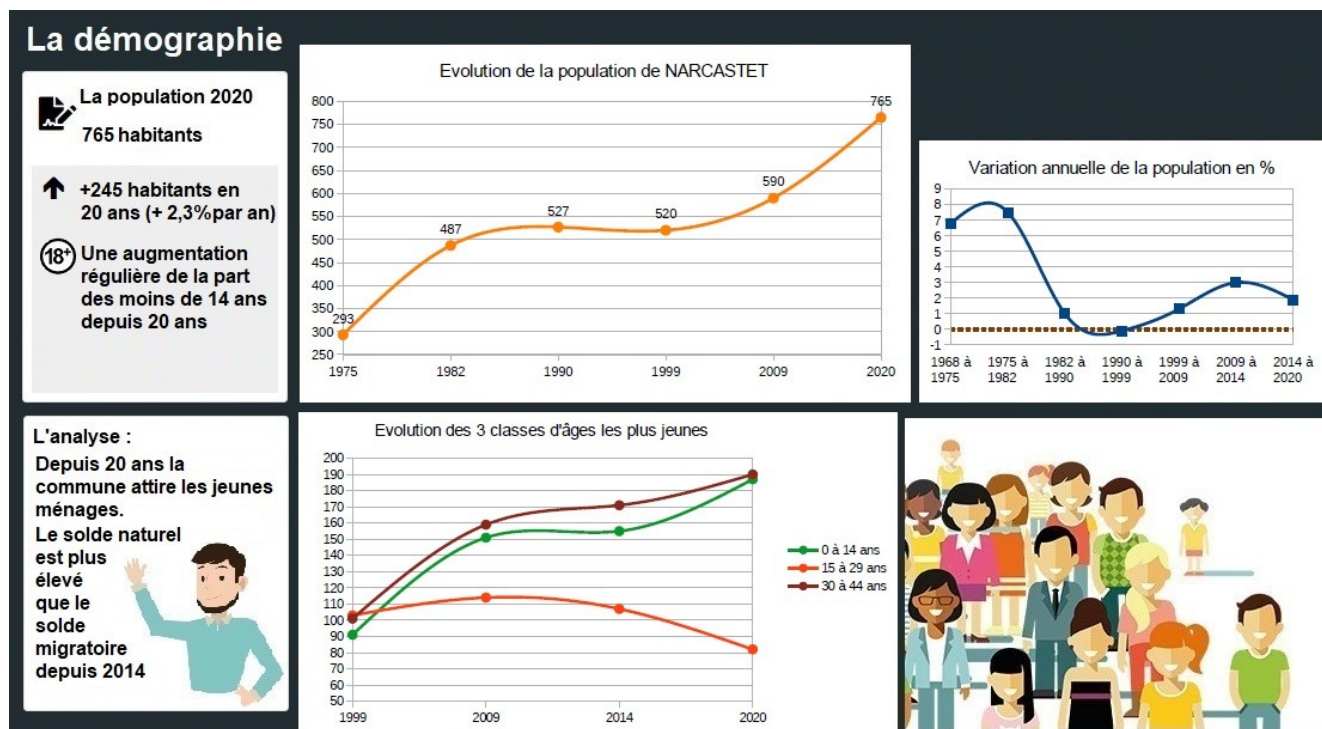 La démographie
La population 2020
765 habitants
+245 habitants en
20 ans (+ 2,3%par an)
18+
Une augmentation
régulière de la part
des moins de 14 ans
depuis 20 ans
Evolution de la population de NARCASTET
800
750
700
650
600
550
500
450
400
350
300
250
293
487
527
520
590
765
1975
1982
1990
1999
2009
2020
Variation annuelle de la population en %
9
8
7
6
5
4
3
2
1
0
-1
1968 à
1975
1975 à
1982
1982 à
1990
1990 à
1999
1999 à
2009
2009 à
2014
2014 à
2020
L'analyse :
Depuis 20 ans la
commune attire les jeunes
ménages.
Le solde naturel
est plus
élevé
que le
solde
migratoire
depuis 2014
Evolution des 3 classes d'âges les plus jeunes
200
190
180
170
160
150
140
130
120
110
100
90
80
70
60
50
1999
2009
2014
2020
0 à 14 ans
15 à 29 ans
30 à 44 ans